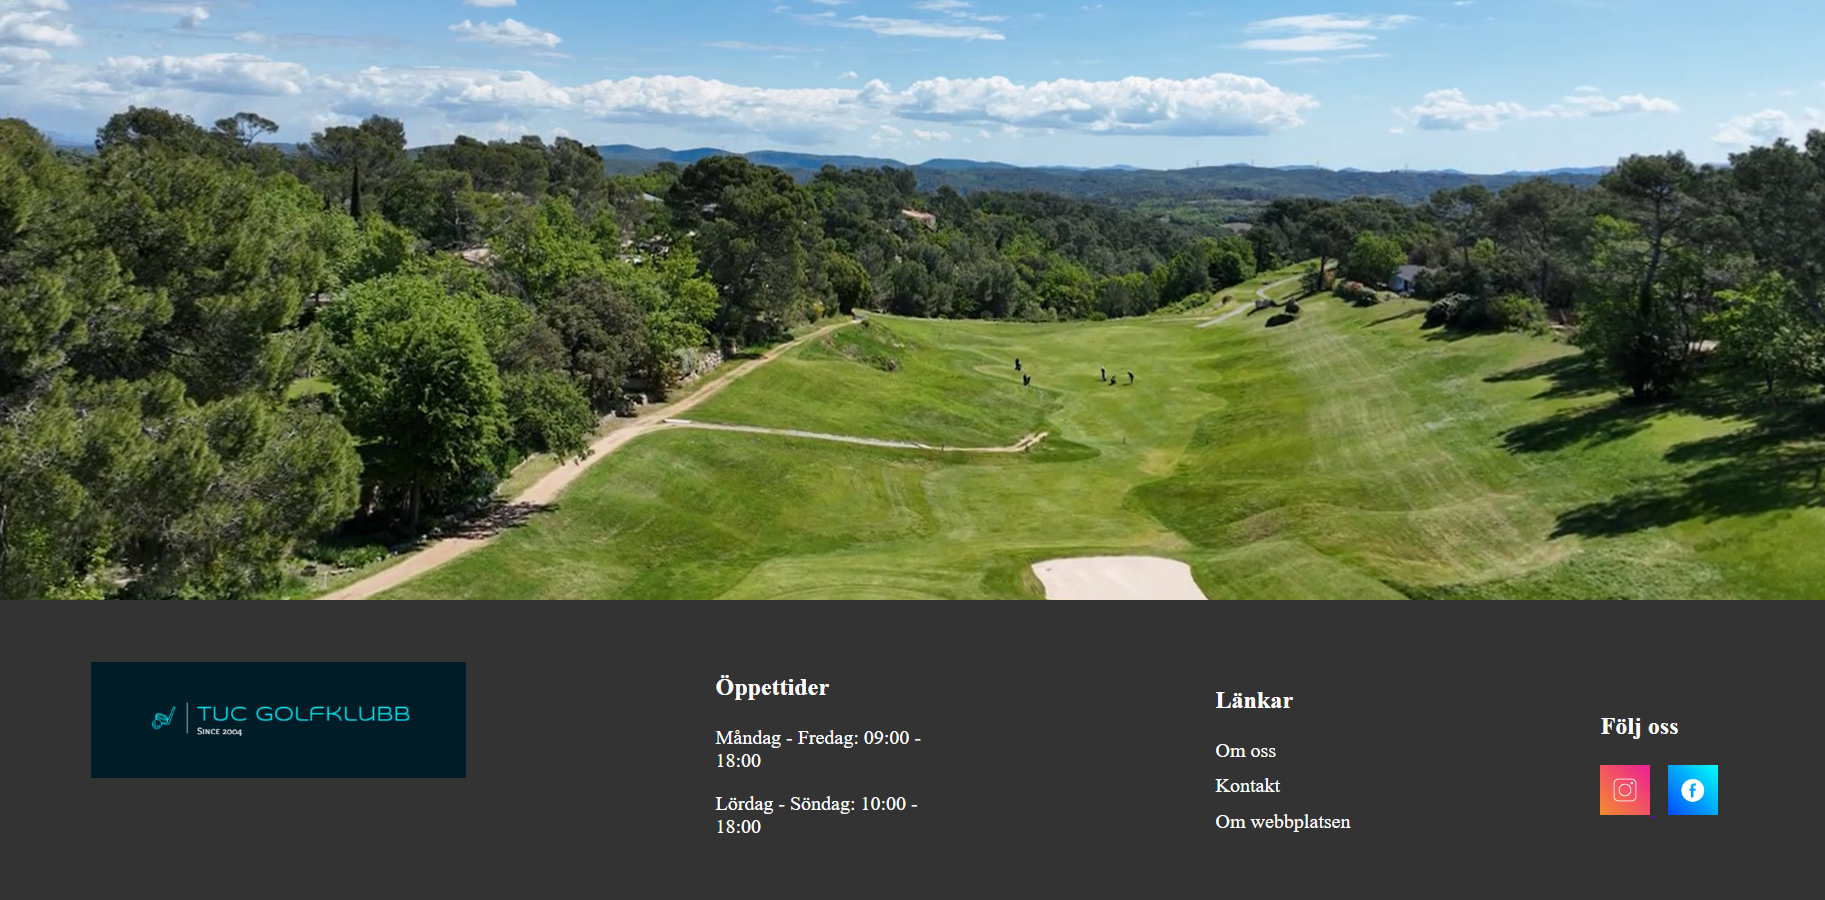 TUC GOLFKLUBB
SINCE 2004
Öppettider
Måndag - Fredag: 09:00 -
18:00
Lördag - Söndag: 10:00 -
18:00
Länkar
Om oss
Kontakt
Om webbplatsen
Följ oss